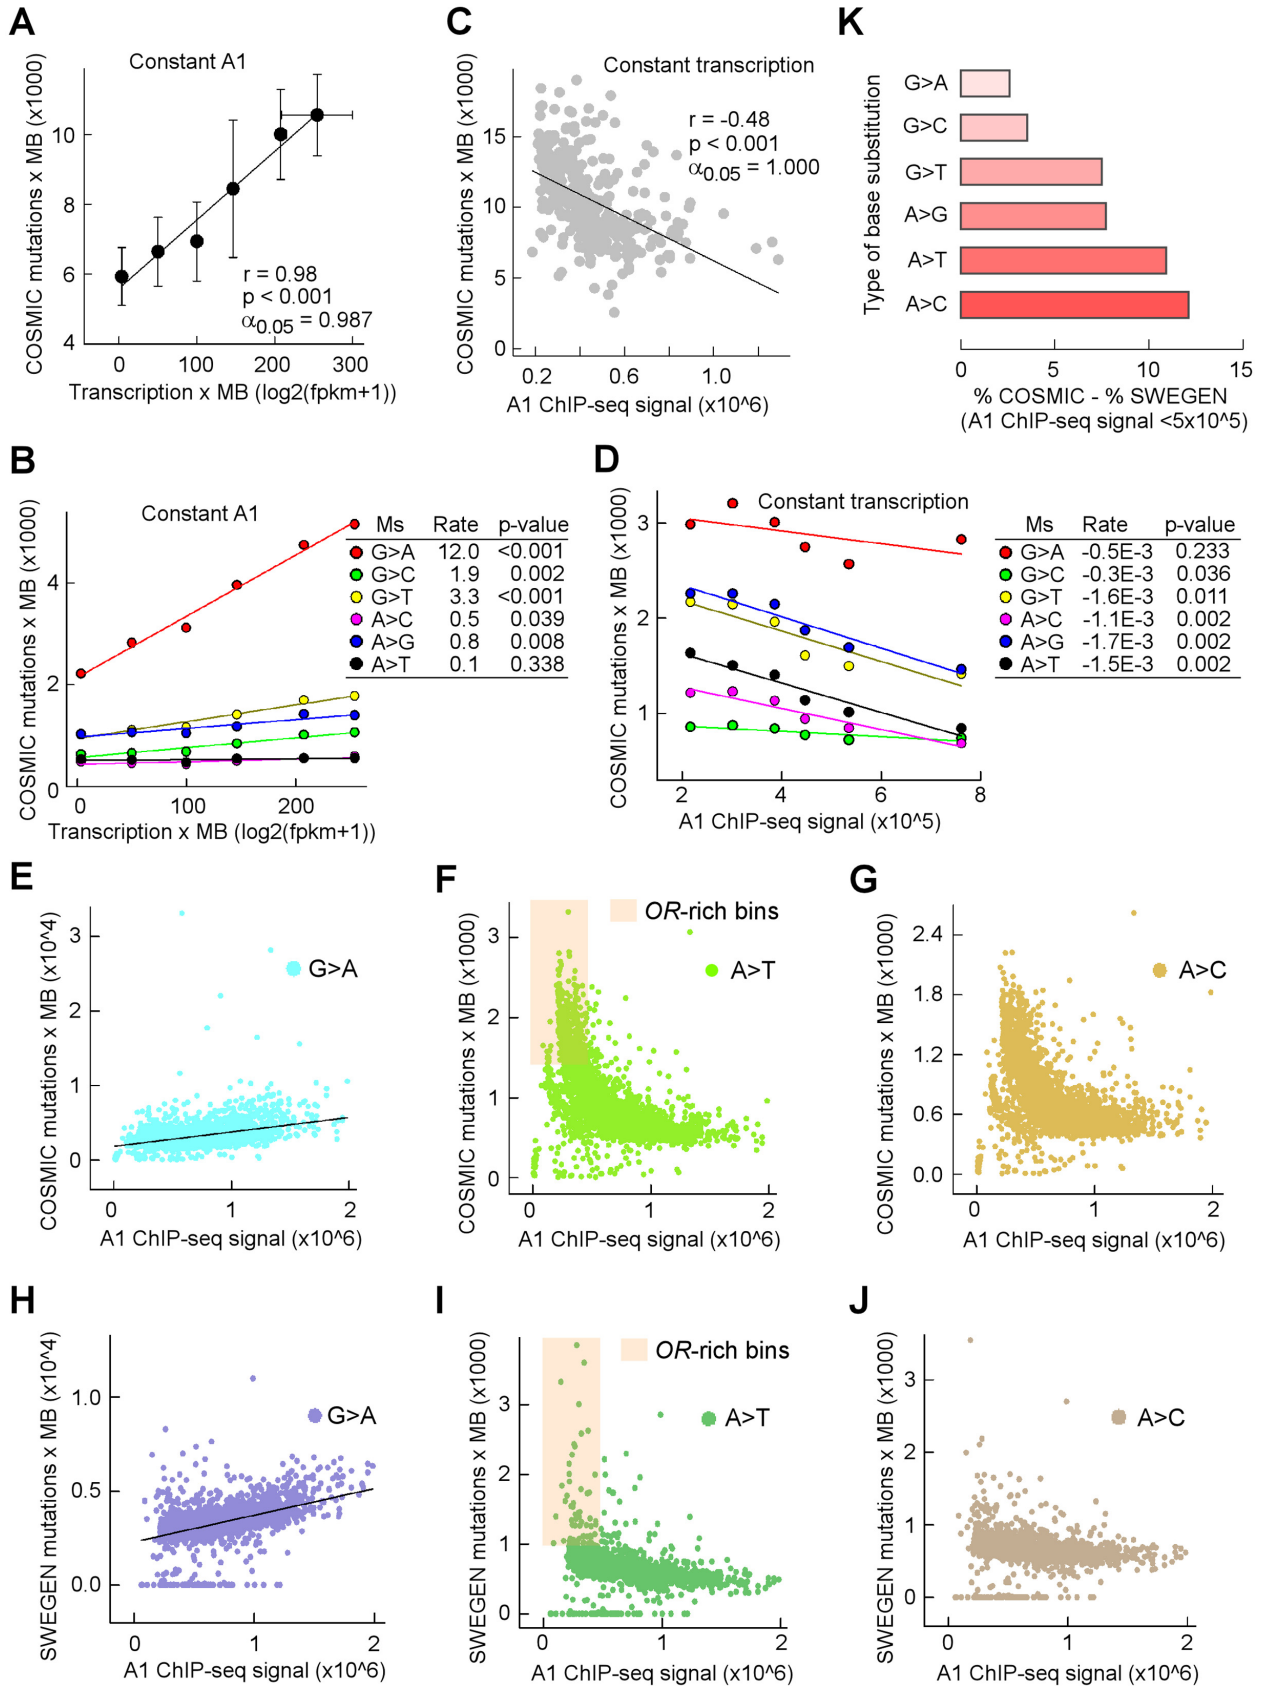 A
Constant A1
COSMIC mutations x MB (x1000)
10
8
6
4
r = 0.98
p < 0.001
α0.05 = 0.987
0 100 200 300
Transcription x MB (log2(fpkm+1))
C
Constant transcription
COSMIC mutations x MB (x1000)
15
10
5
0
r = -0.48
p < 0.001
α0.05 = 1.000
0.2 0.6 1.0
A1 ChIP-seq signal (x10^6)
K
Type of base substitution
G>A
G>C
G>T
A>G
A>T
A>C
0 5 10 15
% COSMIC - % SWEGEN
(A1 ChIP-seq signal <5x10^5)
B
Constant A1
COSMIC mutations x MB (x1000)
4
2
0
0 100 200
Transcription x MB (log2(fpkm+1))
Ms Rate p-value
G>A 12.0 <0.001
G>C 1.9 0.002
G>T 3.3 <0.001
A>C 0.5 0.039
A>G 0.8 0.008
A>T 0.1 0.338
D
Constant transcription
COSMIC mutations x MB (x1000)
3
2
1
2 4 6 8
A1 ChIP-seq signal (x10^5)
Ms Rate p-value
G>A -0.5E-3 0.233
G>C -0.3E-3 0.036
G>T -1.6E-3 0.011
A>C -1.1E-3 0.002
A>G -1.7E-3 0.002
A>T -1.5E-3 0.002
E
COSMIC mutations x MB (x10^4)
3
2
1
0
G>A
0 1 2
A1 ChIP-seq signal (x10^6)
F
COSMIC mutations x MB (x1000)
3
2
1
0
OR-rich bins
A>T
0 1 2
A1 ChIP-seq signal (x10^6)
G
COSMIC mutations x MB (x1000)
2.4
1.8
1.2
0.6
0.0
A>C
0 1 2
A1 ChIP-seq signal (x10^6)
H
SWEGEN mutations x MB (x10^4)
1.0
0.5
0.0
G>A
0 1 2
A1 ChIP-seq signal (x10^6)
I
SWEGEN mutations x MB (x1000)
3
2
1
0
OR-rich bins
A>T
0 1 2
A1 ChIP-seq signal (x10^6)
J
SWEGEN mutations x MB (x1000)
3
2
1
0
A>C
0 1 2
A1 ChIP-seq signal (x10^6)